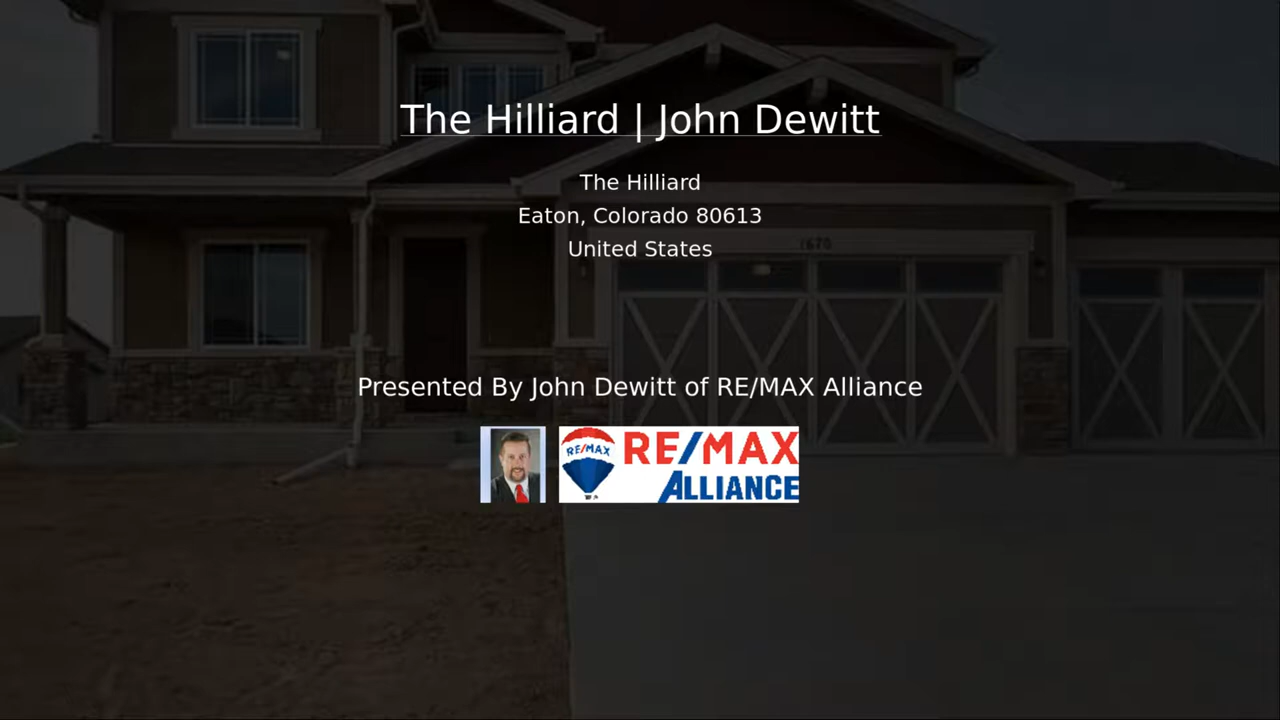 The Hilliard | John Dewitt
The Hilliard
Eaton, Colorado 80613
United States
1670
Presented By John Dewitt of RE/MAX Alliance
RE/MAX
RE/MAX
ALLIANCE